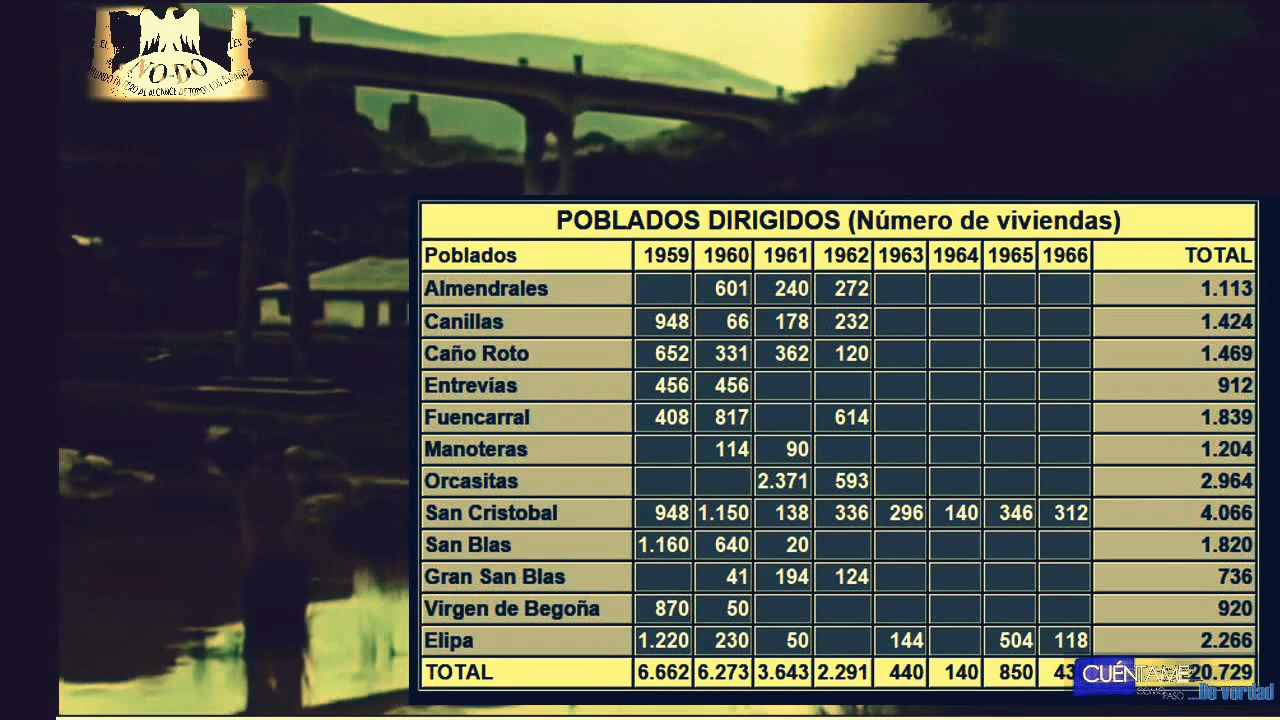 NO-DO
POBLADOS DIRIGIDOS (Número de viviendas)
Poblados 1959 1960 1961 1962 1963 1964 1965 1966 TOTAL
Almendrales 601 240 272 1.113
Canillas 948 66 178 232 1.424
Caño Roto 652 331 362 120 1.469
Entrevías 456 456 912
Fuencarral 408 817 614 1.839
Manoteras 114 90 1.204
Orcasitas 2.371 593 2.964
San Cristobal 948 1.150 138 336 296 140 346 312 4.066
San Blas 1.160 640 20 1.820
Gran San Blas 41 194 124 736
Virgen de Begoña 870 50 920
Elipa 1.220 230 50 144 504 118 2.266
TOTAL 6.662 6.273 3.643 2.291 440 140 850 20.729
CUÉNTAME
COMO
PASÓ ...De verdad